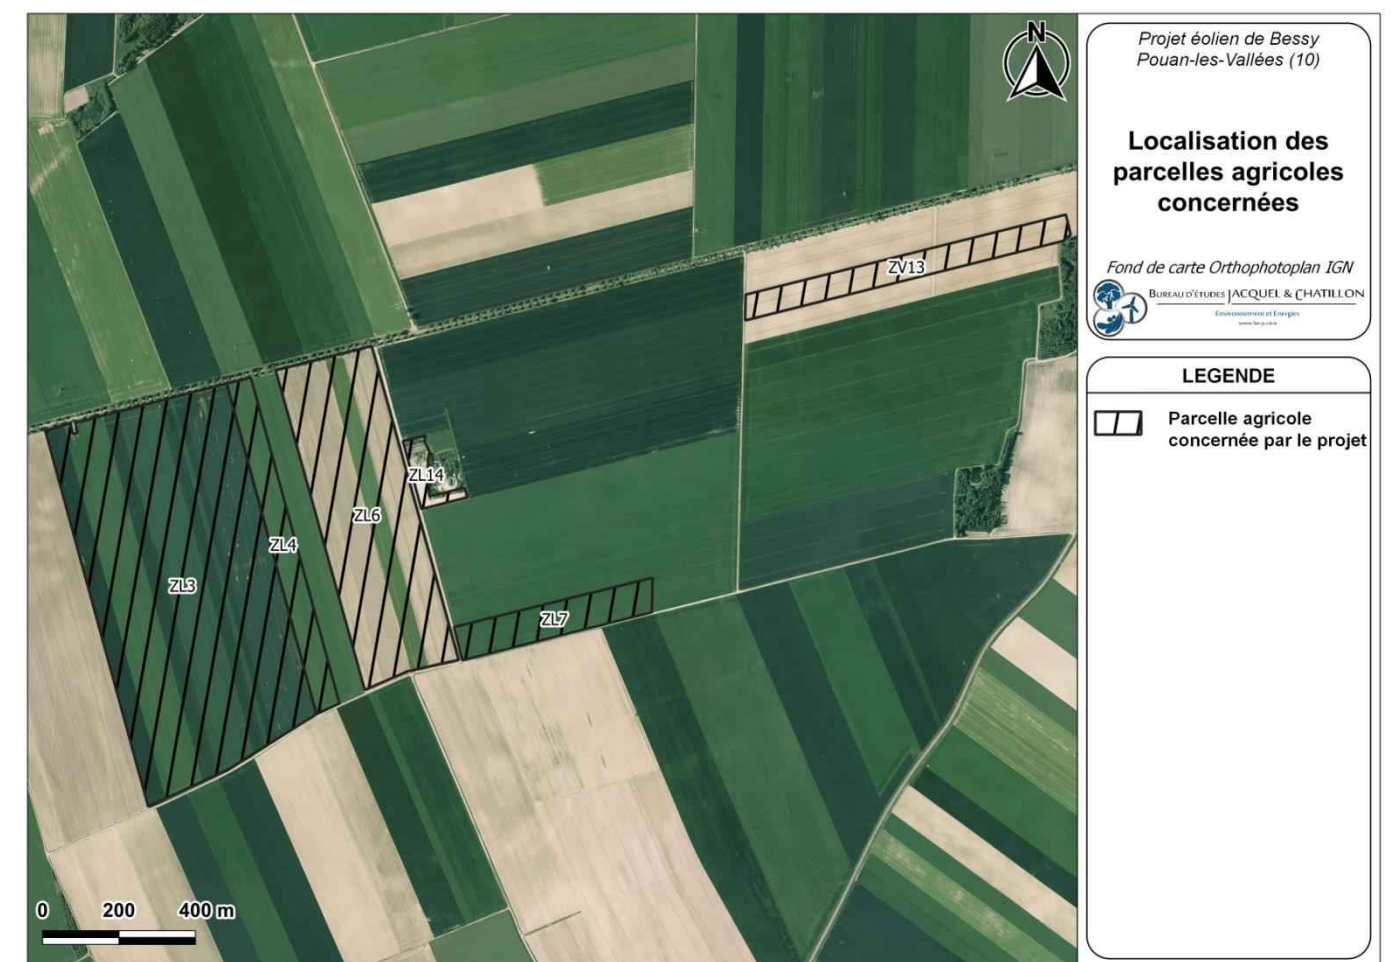 N
Projet éolien de Bessy
Pouan-les-Vallées (10)
Localisation des
parcelles agricoles
concernées
Fond de carte Orthophotoplan IGN
BUREAU D'ÉTUDES JACQUEL & CHATILLON
Environnement et Energies
LEGENDE
Parcelle agricole
concernée par le projet
ZV13
ZL14
ZL6
ZL4
ZL3
ZL7
0 200 400 m